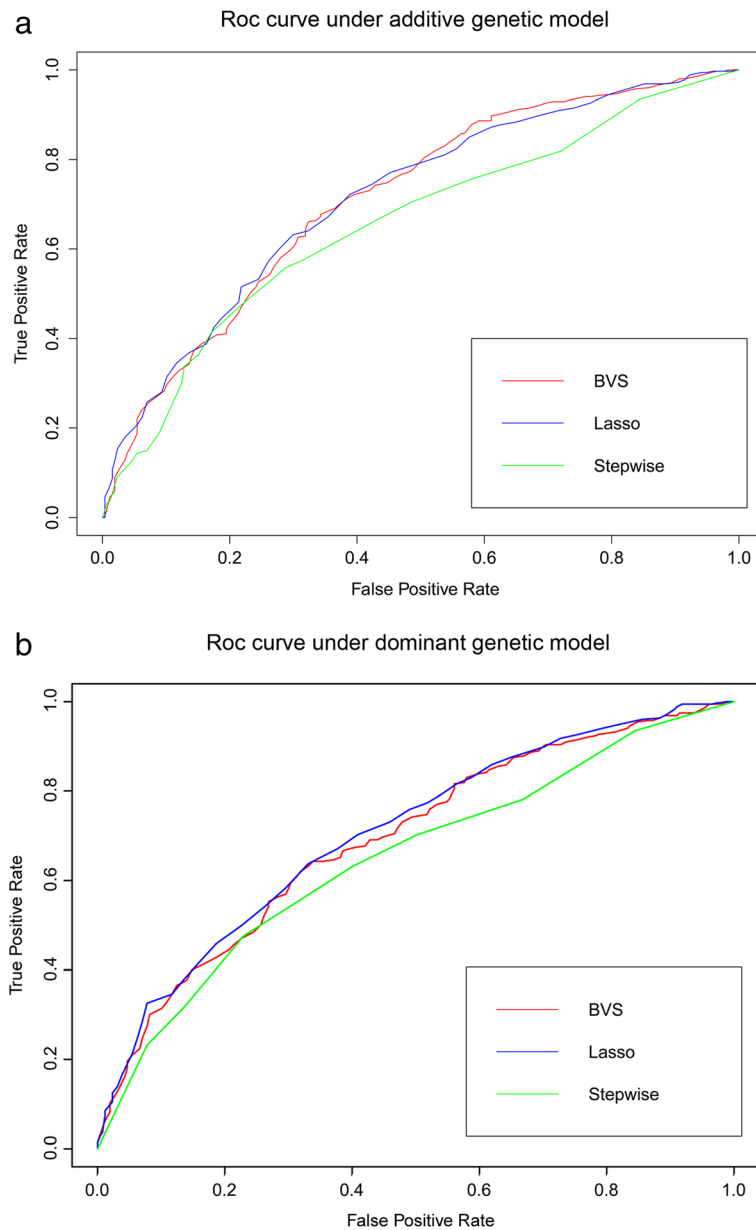 a
Roc curve under additive genetic model
True Positive Rate
1.0
0.8
0.6
0.4
0.2
0.0
BVS
Lasso
Stepwise
0.0 0.2 0.4 0.6 0.8 1.0
False Positive Rate
b
Roc curve under dominant genetic model
True Positive Rate
1.0
0.8
0.6
0.4
0.2
0.0
BVS
Lasso
Stepwise
0.0 0.2 0.4 0.6 0.8 1.0
False Positive Rate